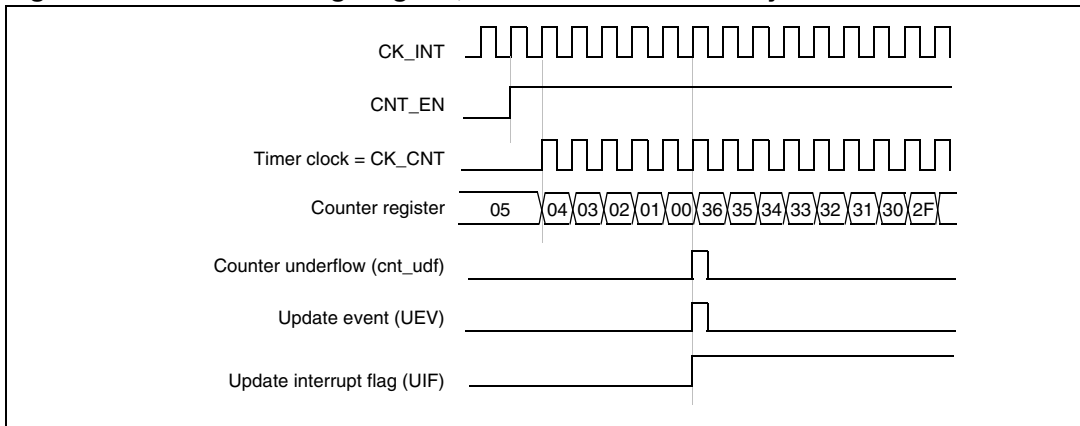 CK_INT
CNT_EN
Timer clock = CK_CNT
Counter register 05 04 03 02 01 00 36 35 34 33 32 31 30 2F
Counter underflow (cnt_udf)
Update event (UEV)
Update interrupt flag (UIF)